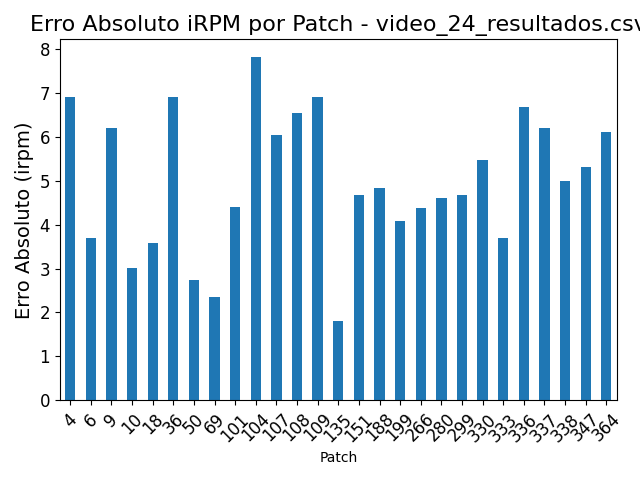 Erro Absoluto iRPM por Patch - video_24_resultados.csv
8
7
6
5
4
3
2
1
0
Erro Absoluto (irpm)
4 6 9 10 18 36 50 69 101 104 107 108 109 135 151 188 199 266 280 299 330 333 336 337 338 347 364
Patch